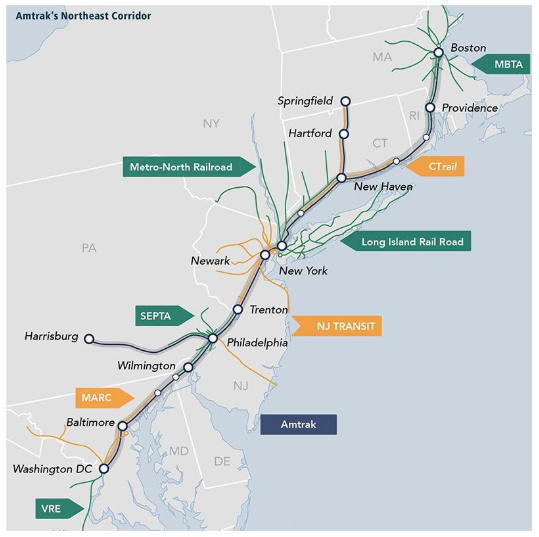 Amtrak's Northeast Corridor
Boston
MA
MBTA
Springfield
Providence
RI
NY
Hartford
CT
Metro-North Railroad
CTrail
New Haven
Long Island Rail Road
Newark
New York
PA
SEPTA
Trenton
NJ TRANSIT
Harrisburg
Philadelphia
Wilmington
NJ
MARC
Baltimore
Amtrak
MD
DE
Washington DC
VRE